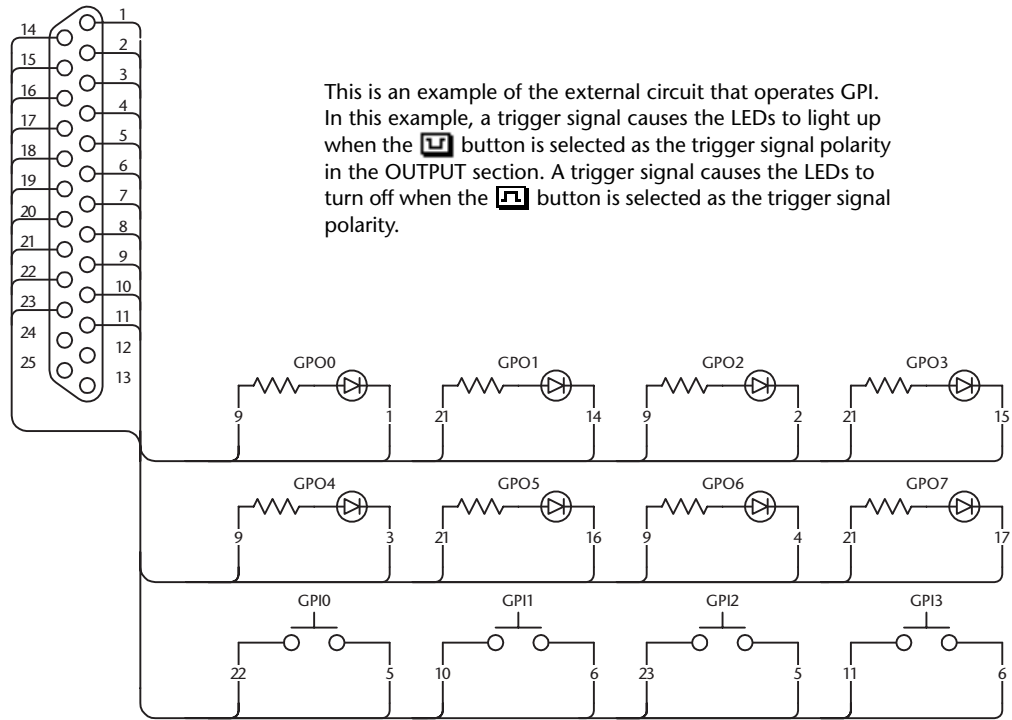 1
14
2
15
3
16
4
17
5
18
6
19
7
20
8
21
9
22
10
23
11
24
12
25
13
This is an example of the external circuit that operates GPI.
In this example, a trigger signal causes the LEDs to light up
when the button is selected as the trigger signal polarity
in the OUTPUT section. A trigger signal causes the LEDs to
turn off when the button is selected as the trigger signal
polarity.
GPO0 GPO1 GPO2 GPO3
9 1 21 14 9 2 21 15
GPO4 GPO5 GPO6 GPO7
9 3 21 16 9 4 21 17
GPI0 GPI1 GPI2 GPI3
22 5 10 6 23 5 11 6